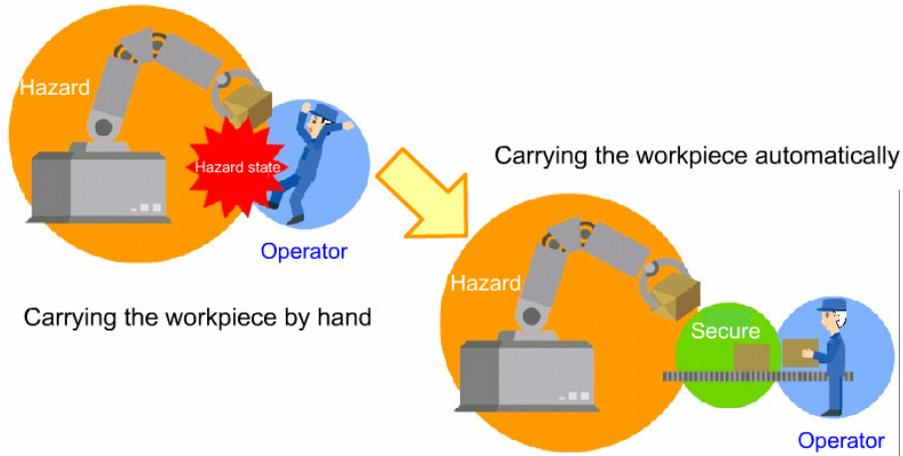 Hazard
Hazard state
Operator
Carrying the workpiece by hand
Carrying the workpiece automatically
Hazard
Secure
Operator